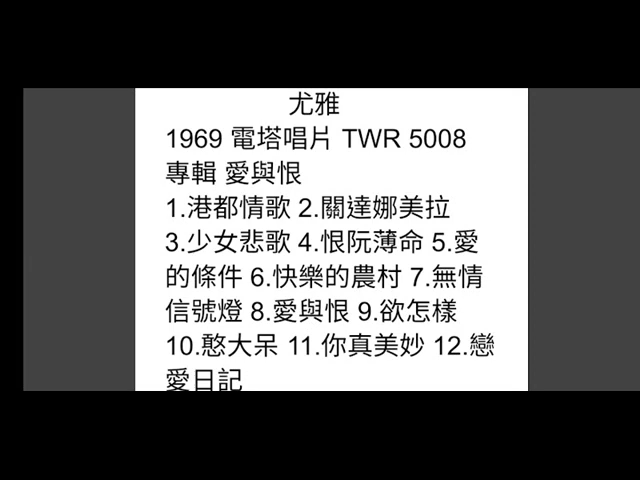 尤雅
1969 電塔唱片 TWR 5008
專輯 愛與恨
1.港都情歌 2.關達娜美拉
3.少女悲歌 4.恨阮薄命 5.愛
的條件 6.快樂的農村 7.無情
信號燈 8.愛與恨 9.欲怎樣
10.憨大呆 11.你真美妙 12.戀
愛日記